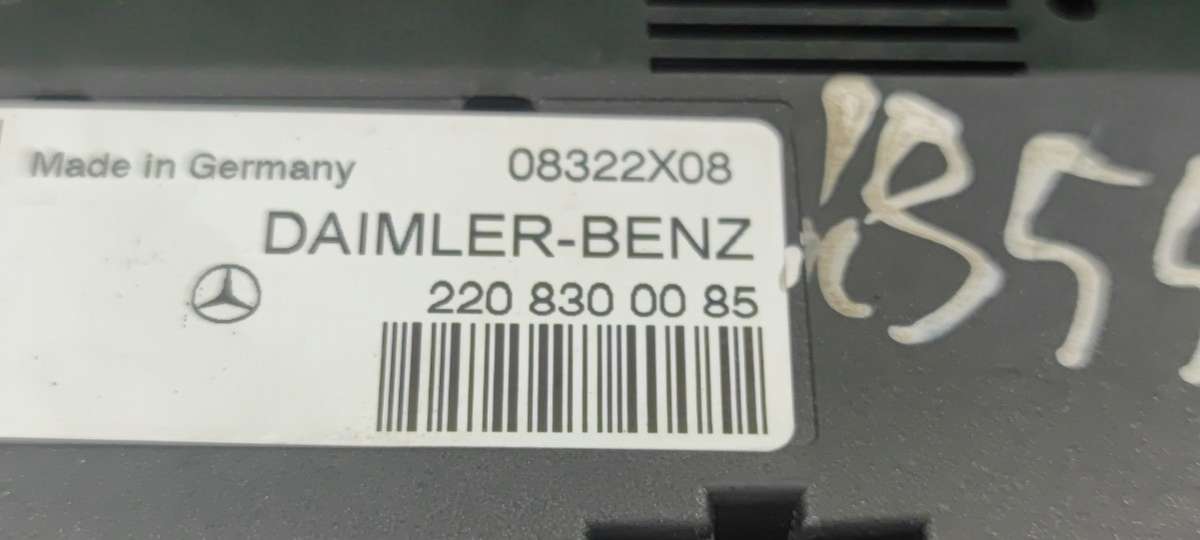 Made in Germany 08322X08
DAIMLER-BENZ
220 830 00 85